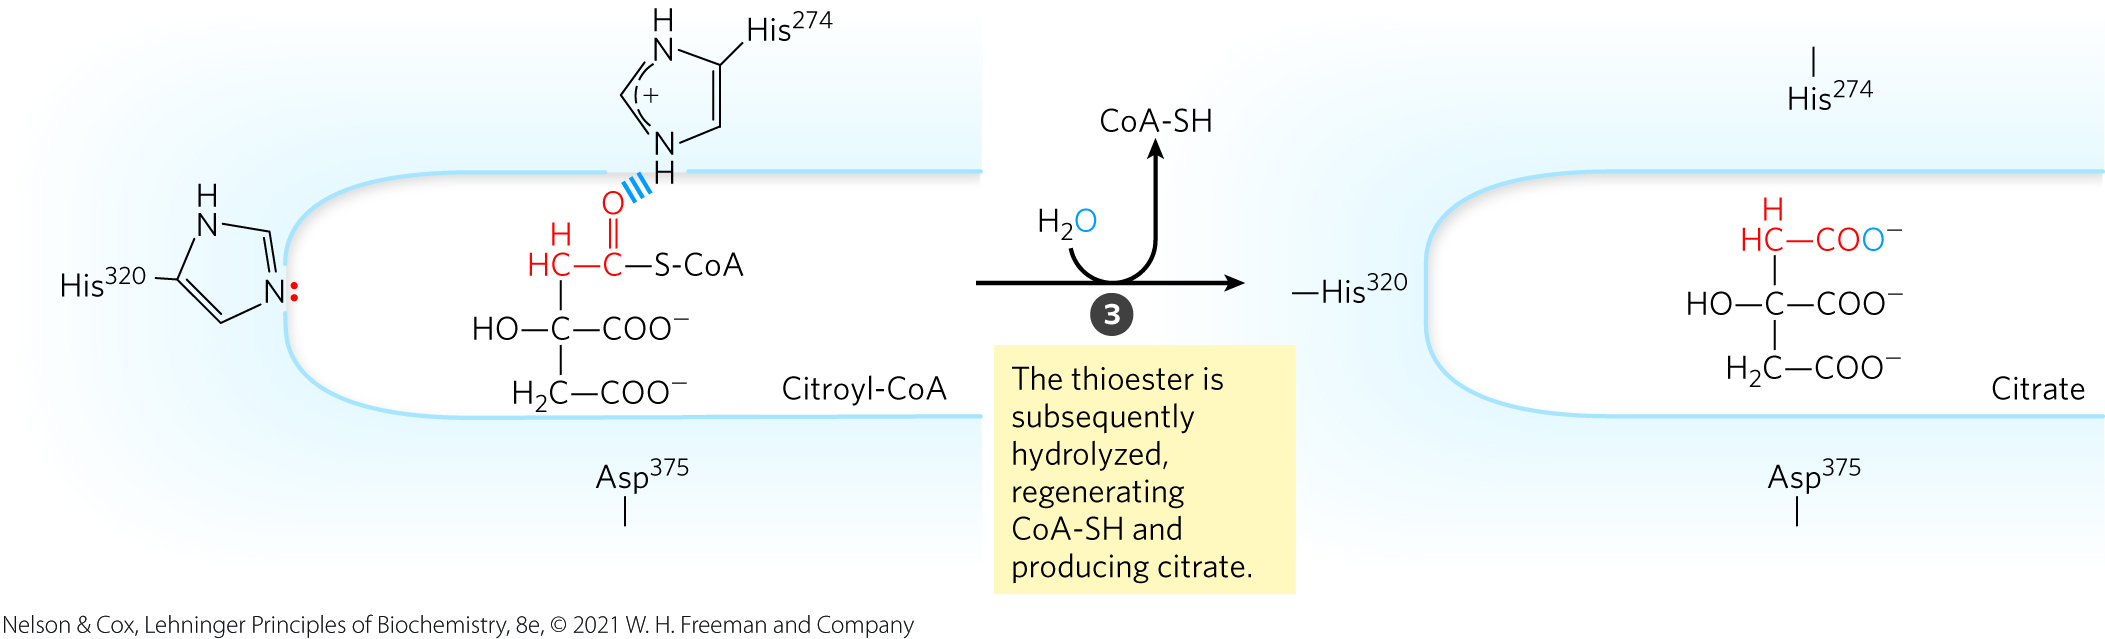 H
N
His²⁷⁴
+
N
H
H
N
His³²⁰
N:
O
H
HC—C—S-CoA
HO—C—COO⁻
H₂C—COO⁻
Citroyl-CoA
Asp³⁷⁵
CoA-SH
H₂O
3
The thioester is
subsequently
hydrolyzed,
regenerating
CoA-SH and
producing citrate.
His²⁷⁴
—His³²⁰
H
HC—COO⁻
HO—C—COO⁻
H₂C—COO⁻
Citrate
Asp³⁷⁵
Nelson & Cox, Lehninger Principles of Biochemistry, 8e, © 2021 W. H. Freeman and Company